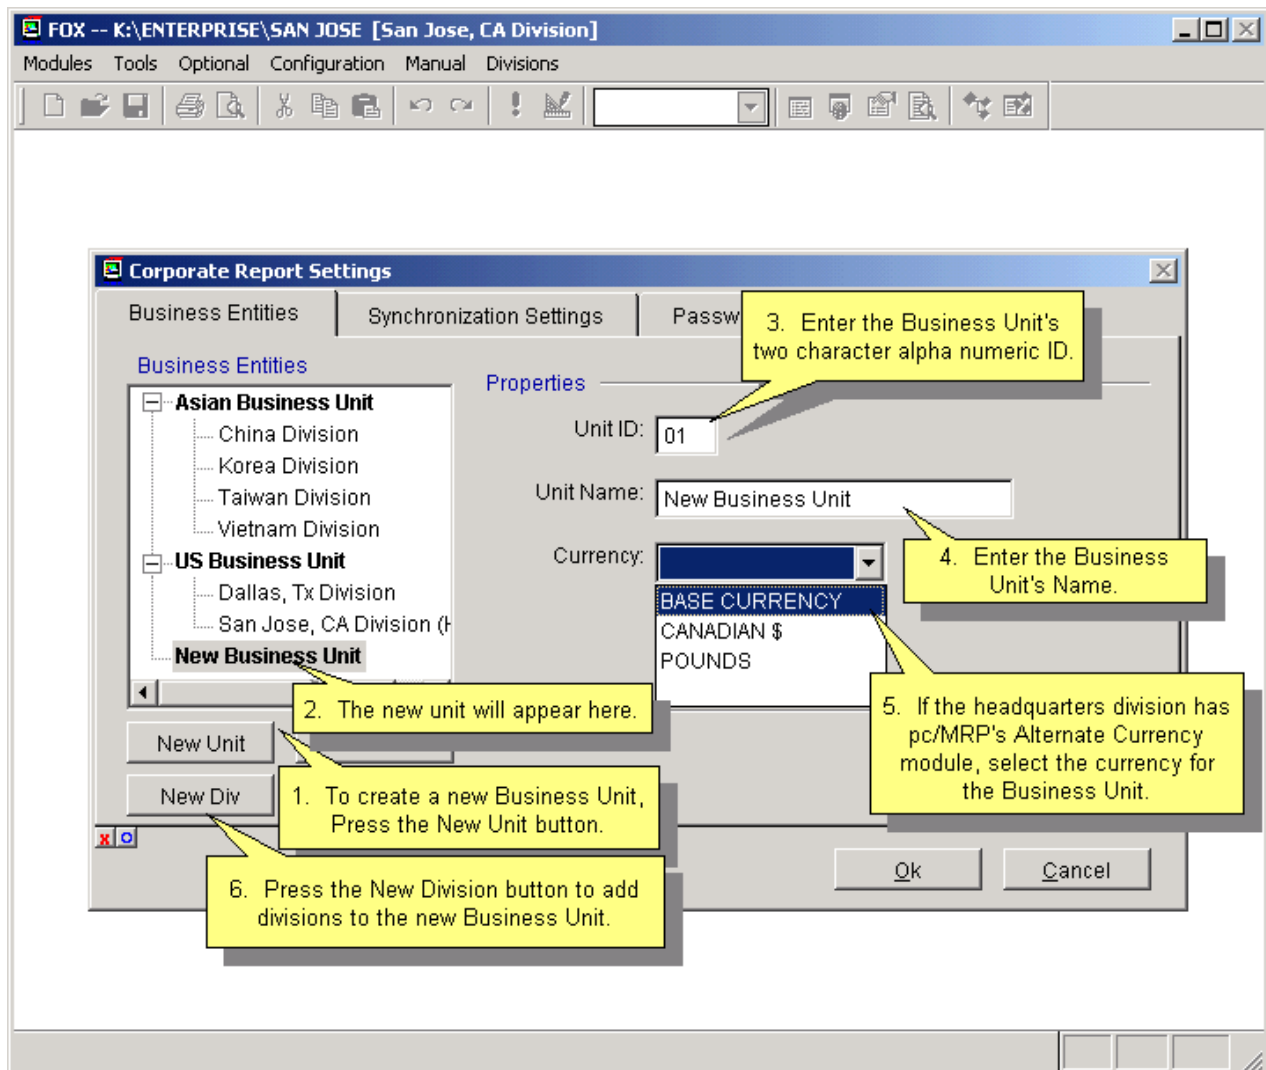 FOX -- K:\ENTERPRISE\SAN JOSE [San Jose, CA Division]
Modules Tools Optional Configuration Manual Divisions
Corporate Report Settings
Business Entities
Synchronization Settings
3. Enter the Business Unit's
two character alpha numeric ID.
Business Entities
Asian Business Unit
China Division
Korea Division
Taiwan Division
Vietnam Division
US Business Unit
Dallas, Tx Division
San Jose, CA Division
New Business Unit
Properties
Unit ID: 01
Unit Name: New Business Unit
4. Enter the Business
Unit's Name.
Currency:
BASE CURRENCY
CANADIAN $
POUNDS
2. The new unit will appear here.
5. If the headquarters division has
pc/MRP's Alternate Currency
module, select the currency for
the Business Unit.
New Unit
New Div
1. To create a new Business Unit,
Press the New Unit button.
6. Press the New Division button to add
divisions to the new Business Unit.
Ok
Cancel